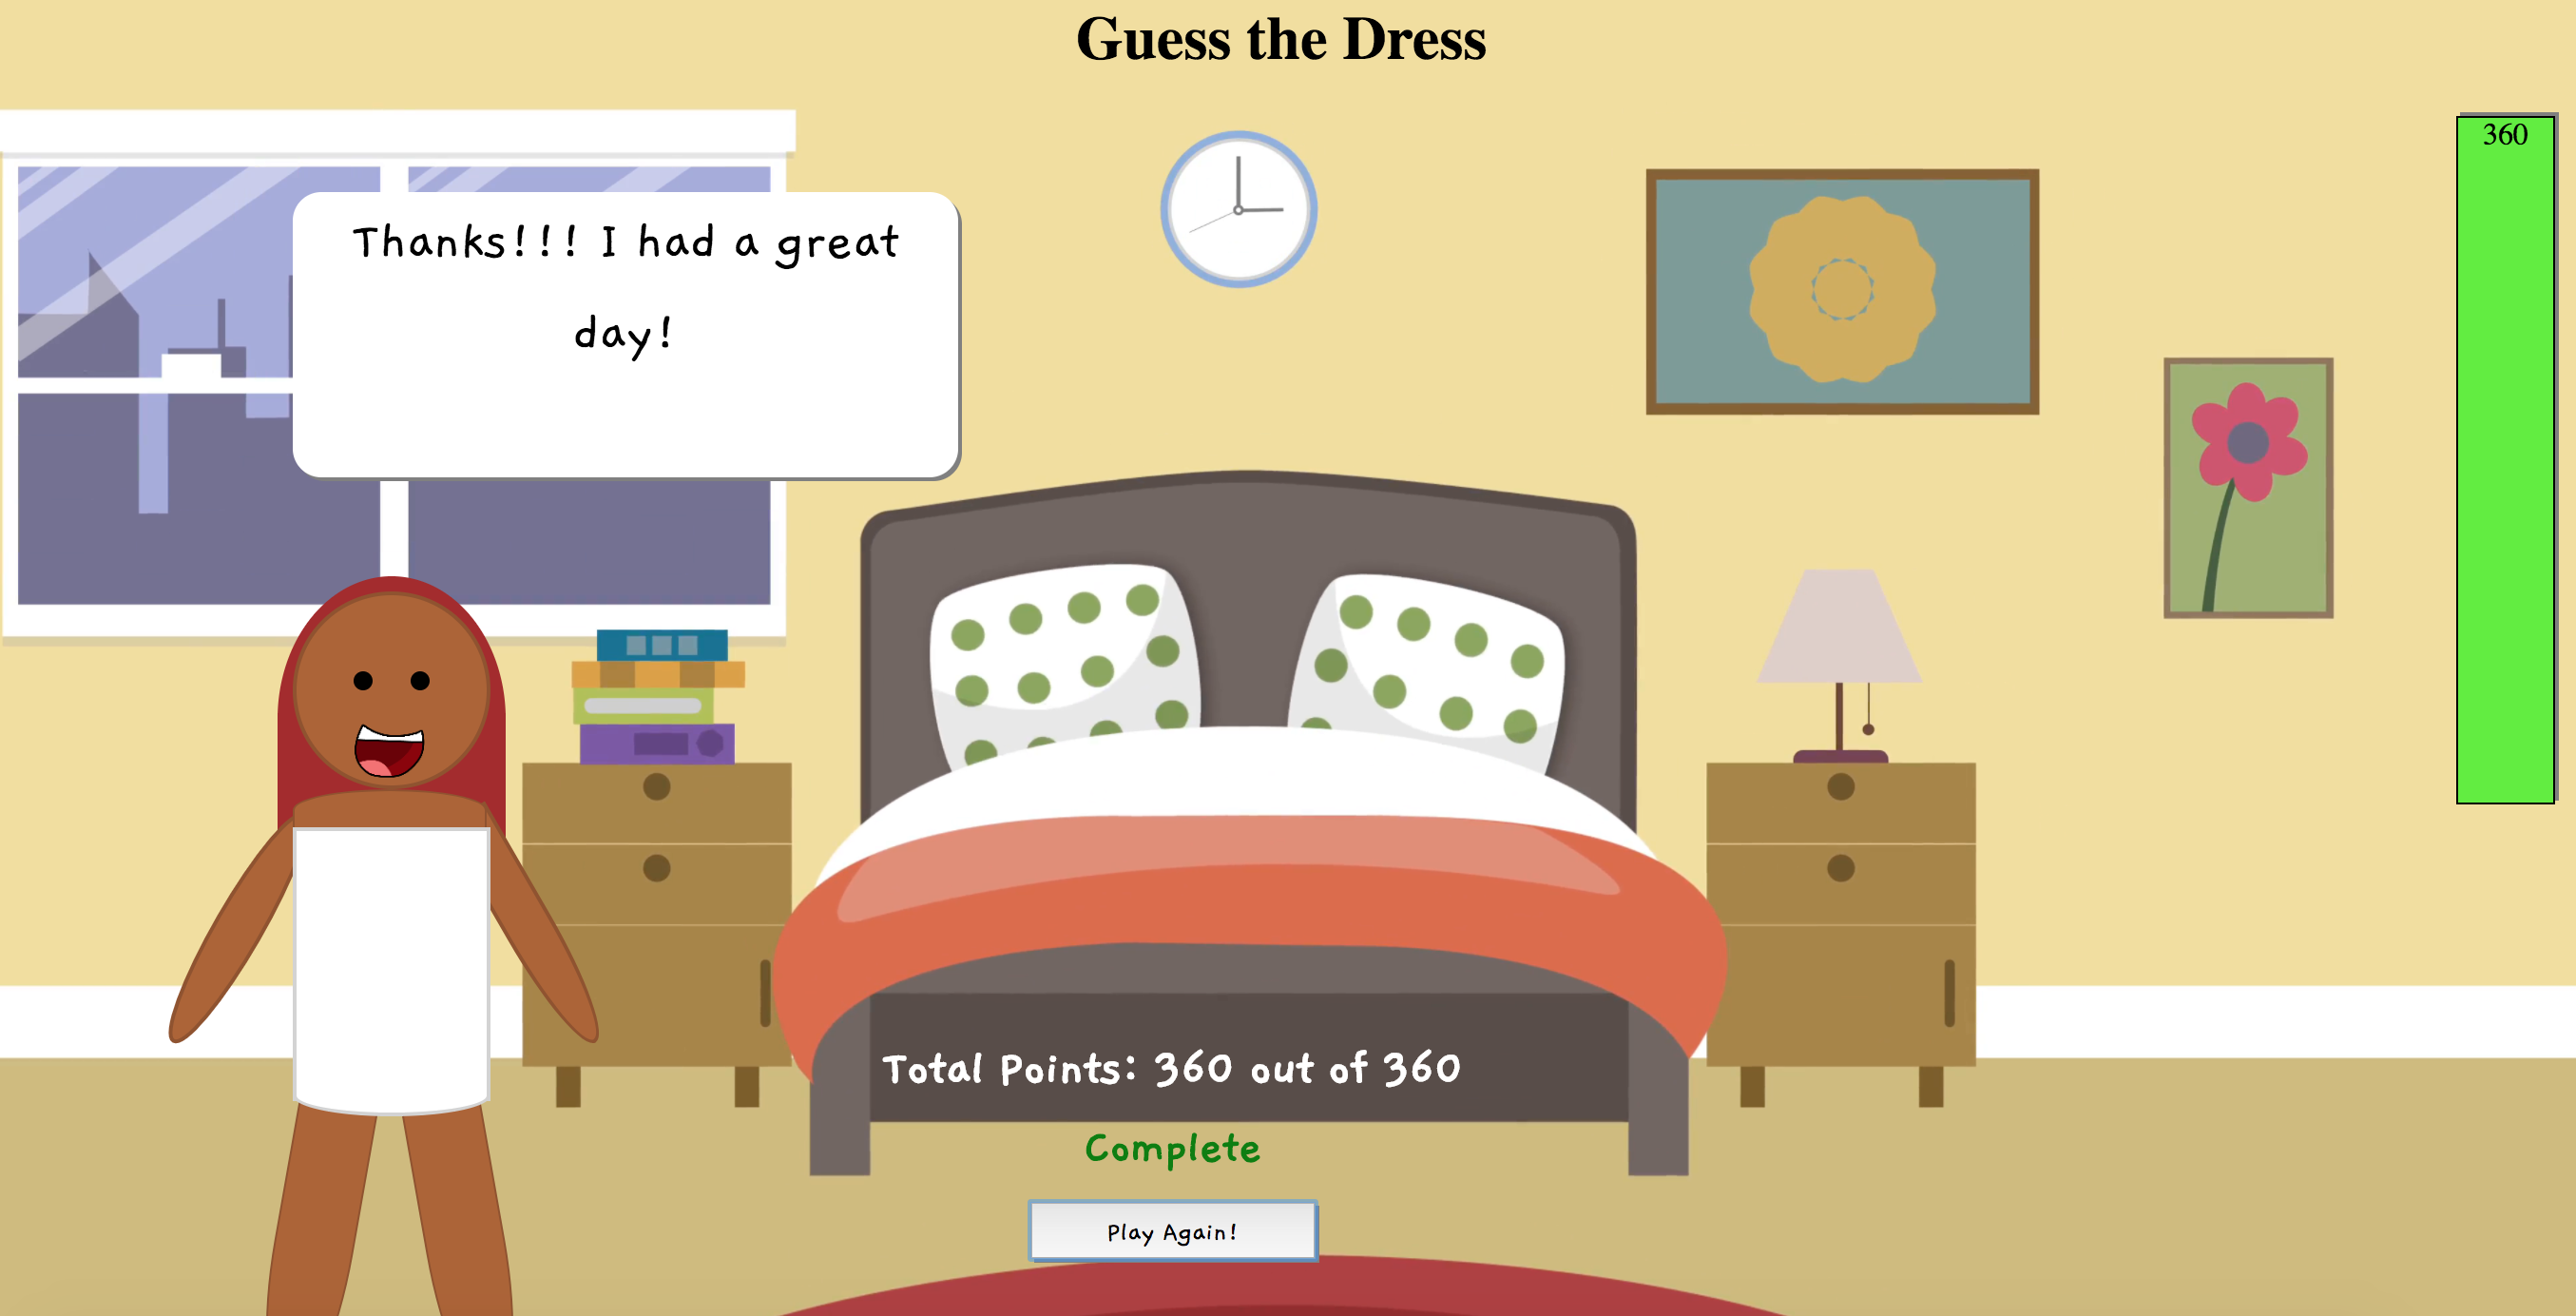 Guess the Dress
360
Thanks!!! I had a great
day!
Total Points: 360 out of 360
Complete
Play Again!